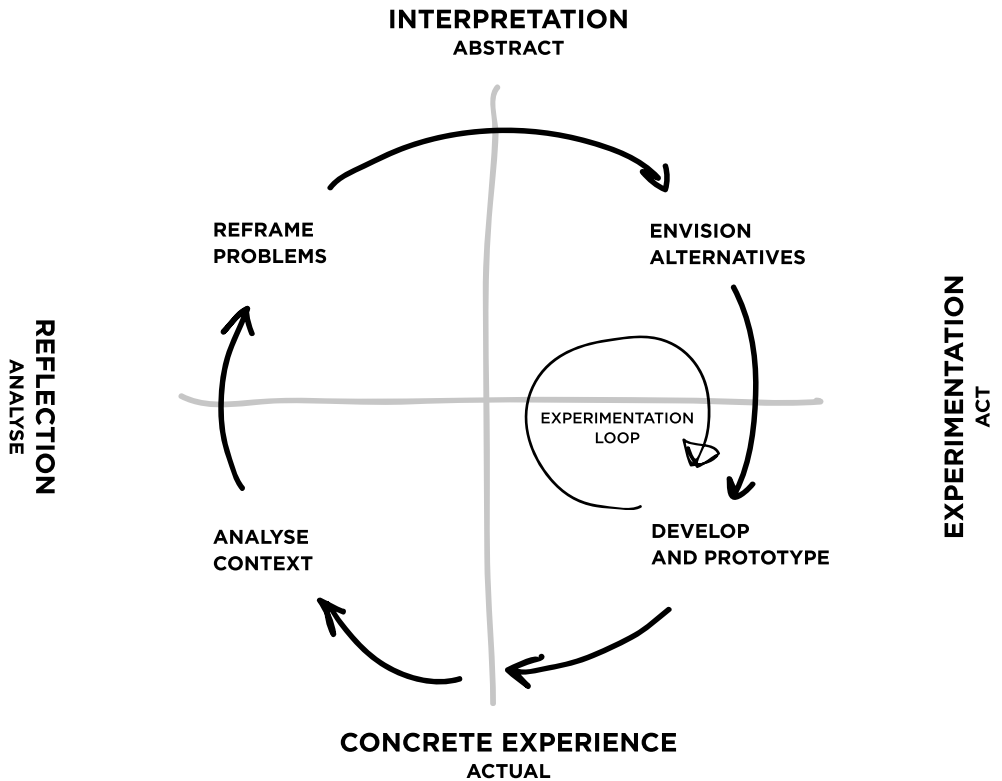 INTERPRETATION
ABSTRACT
REFRAME
PROBLEMS
ENVISION
ALTERNATIVES
REFLECTION
ANALYSE
EXPERIMENTATION
LOOP
EXPERIMENTATION
ACT
ANALYSE
CONTEXT
DEVELOP
AND PROTOTYPE
CONCRETE EXPERIENCE
ACTUAL